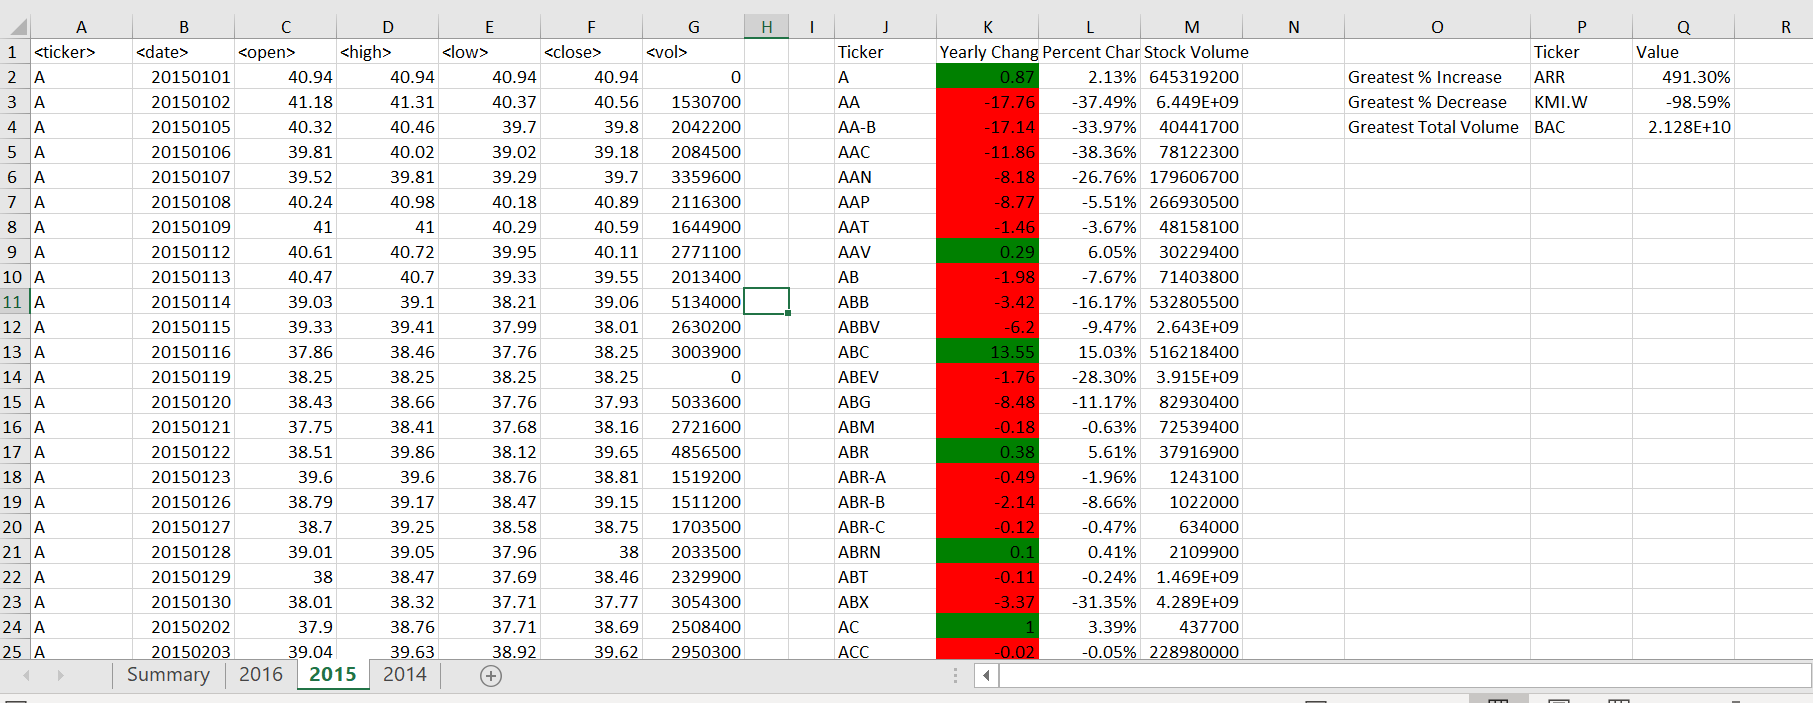 A B C D E F G H I J K L M N O P Q R
1 <ticker> <date> <open> <high> <low> <close> <vol> Ticker Yearly Chang Percent Char Stock Volume Ticker Value
2 A 20150101 40.94 40.94 40.94 40.94 0 A 0.87 2.13% 645319200 Greatest % Increase ARR 491.30%
3 A 20150102 41.18 41.31 40.37 40.56 1530700 AA -17.76 -37.49% 6.449E+09 Greatest % Decrease KMI.W -98.59%
4 A 20150105 40.32 40.46 39.7 39.8 2042200 AA-B -17.14 -33.97% 40441700 Greatest Total Volume BAC 2.128E+10
5 A 20150106 39.81 40.02 39.02 39.18 2084500 AAC -11.86 -38.36% 78122300
6 A 20150107 39.52 39.81 39.29 39.7 3359600 AAN -8.18 -26.76% 179606700
7 A 20150108 40.24 40.98 40.18 40.89 2116300 AAP -8.77 -5.51% 266930500
8 A 20150109 41 41 40.29 40.59 1644900 AAT -1.46 -3.67% 48158100
9 A 20150112 40.61 40.72 39.95 40.11 2771100 AAV 0.29 6.05% 30229400
10 A 20150113 40.47 40.7 39.33 39.55 2013400 AB -1.98 -7.67% 71403800
11 A 20150114 39.03 39.1 38.21 39.06 5134000 ABB -3.42 -16.17% 532805500
12 A 20150115 39.33 39.41 37.99 38.01 2630200 ABBV -6.2 -9.47% 2.643E+09
13 A 20150116 37.86 38.46 37.76 38.25 3003900 ABC 13.55 15.03% 516218400
14 A 20150119 38.25 38.25 38.25 38.25 0 ABEV -1.76 -28.30% 3.915E+09
15 A 20150120 38.43 38.66 37.76 37.93 5033600 ABG -8.48 -11.17% 82930400
16 A 20150121 37.75 38.41 37.68 38.16 2721600 ABM -0.18 -0.63% 72539400
17 A 20150122 38.51 39.86 38.12 39.65 4856500 ABR 0.38 5.61% 37916900
18 A 20150123 39.6 39.6 38.76 38.81 1519200 ABR-A -0.49 -1.96% 1243100
19 A 20150126 38.79 39.17 38.47 39.15 1511200 ABR-B -2.14 -8.66% 1022000
20 A 20150127 38.7 39.25 38.58 38.75 1703500 ABR-C -0.12 -0.47% 634000
21 A 20150128 39.01 39.05 37.96 38 2033500 ABRN 0.1 0.41% 2109900
22 A 20150129 38 38.47 37.69 38.46 2329900 ABT -0.11 -0.24% 1.469E+09
23 A 20150130 38.01 38.32 37.71 37.77 3054300 ABX -3.37 -31.35% 4.289E+09
24 A 20150202 37.9 38.76 37.71 38.69 2508400 AC 1 3.39% 437700
25 A 20150203 39.04 39.63 38.92 39.62 2950300 ACC -0.02 -0.05% 228980000
Summary 2016 2015 2014